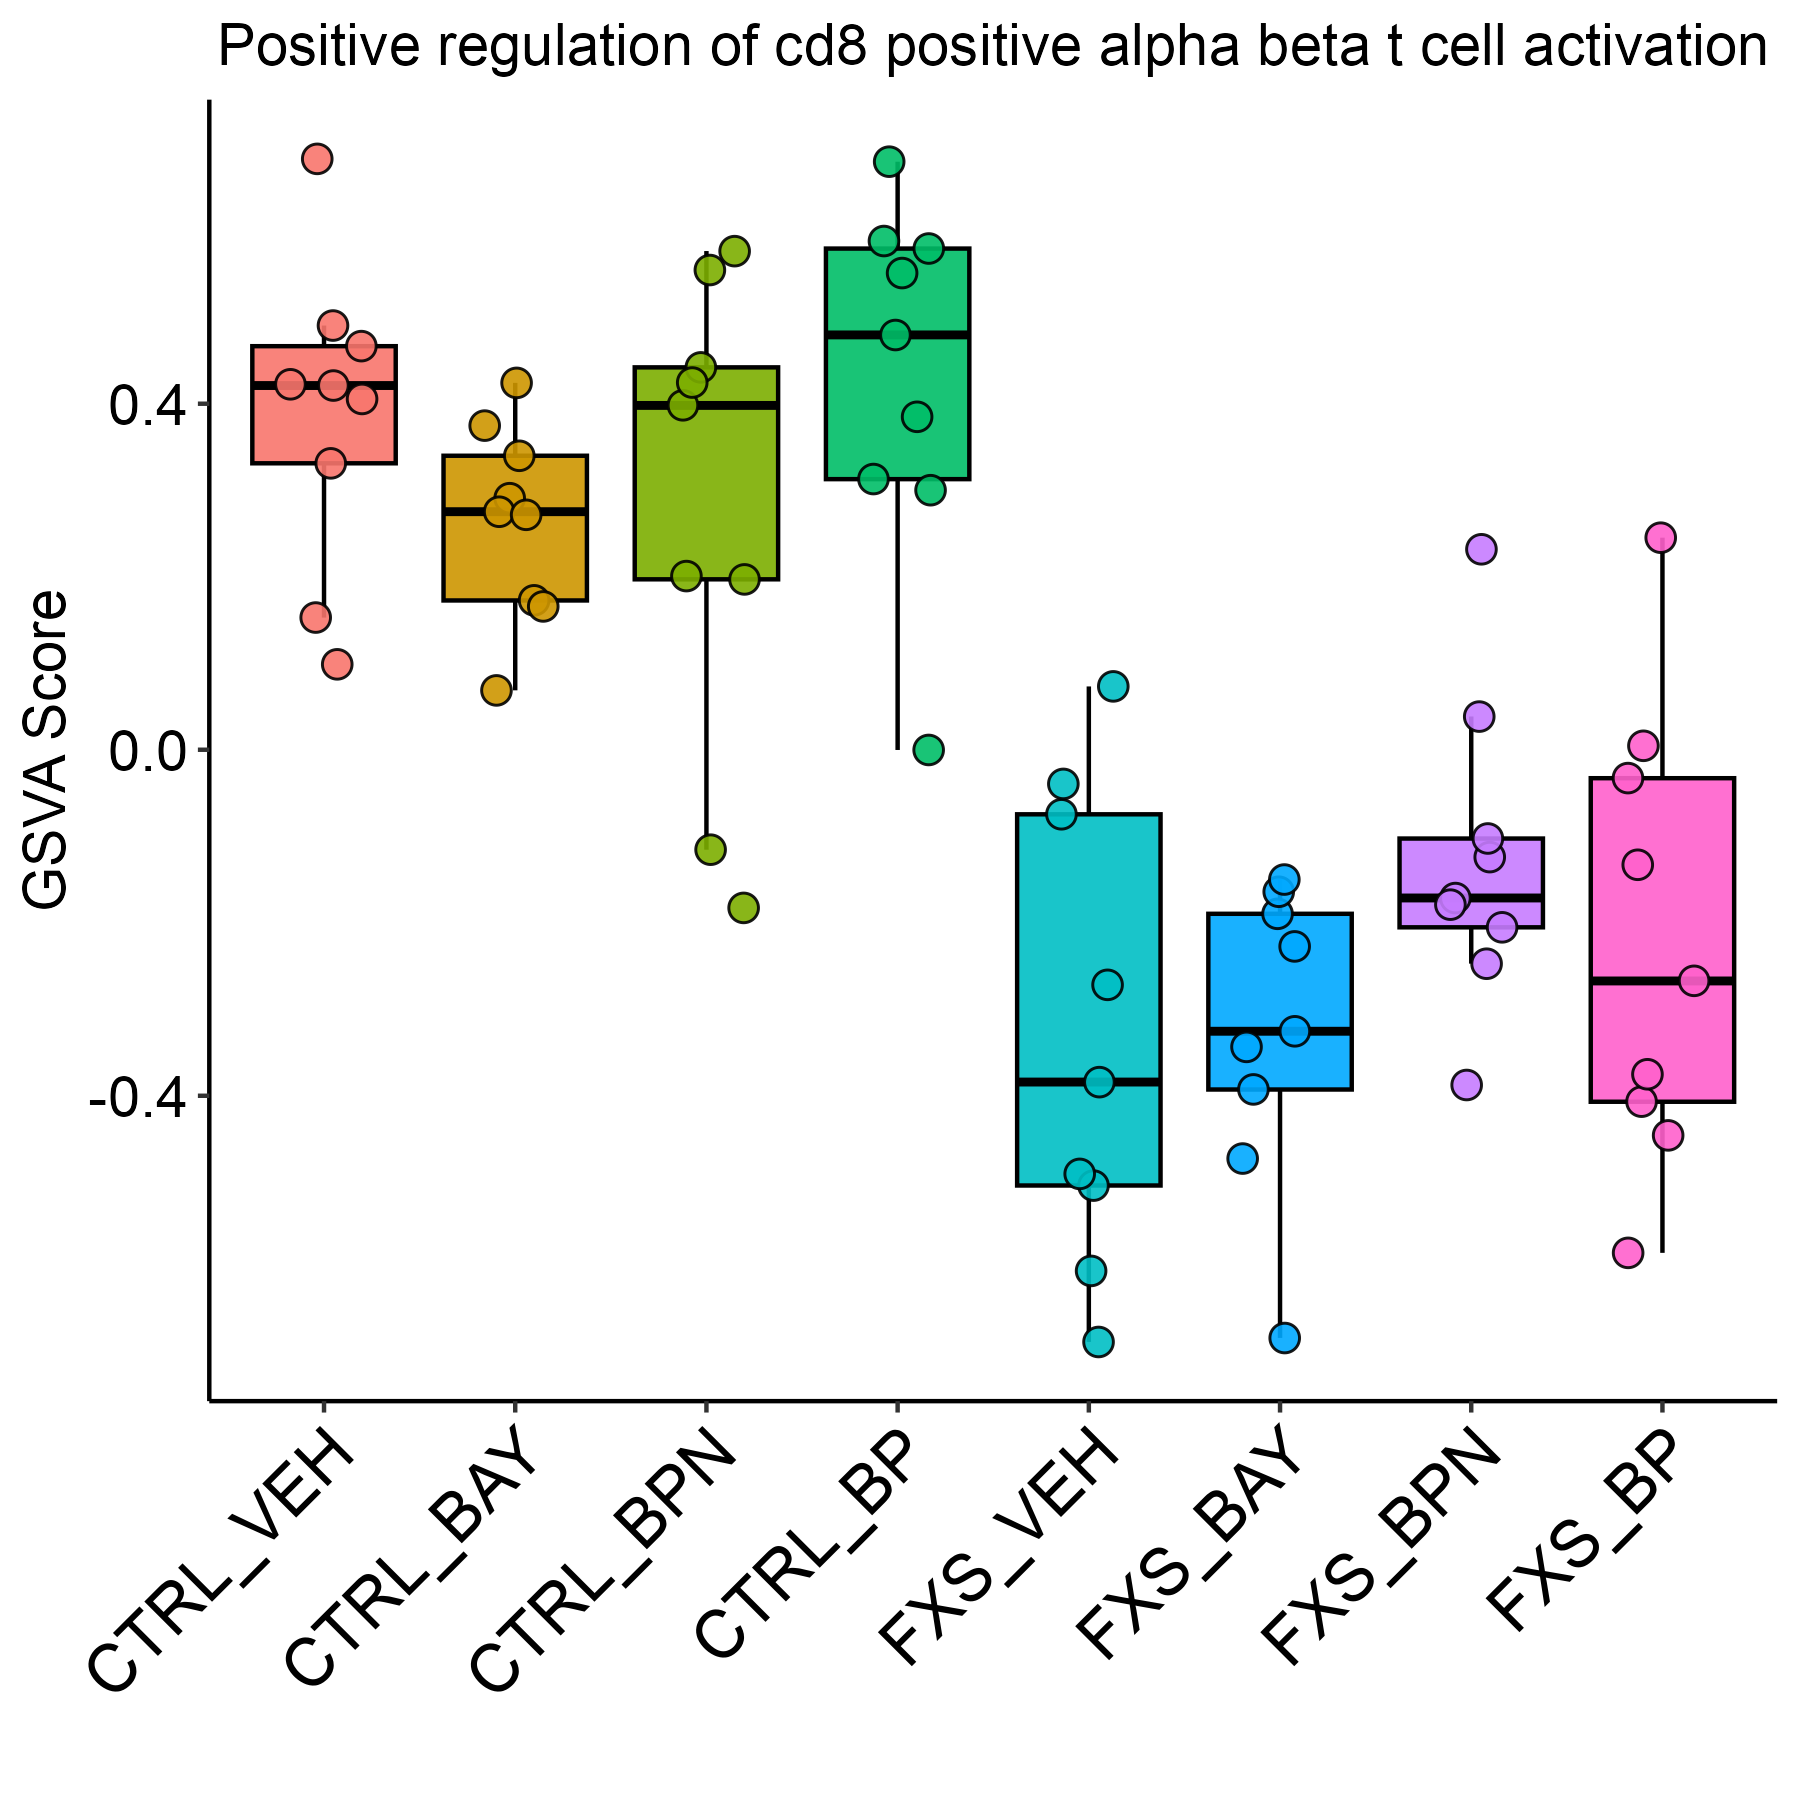 Positive regulation of cd8 positive alpha beta t cell activation
GSVA Score
0.4
0.0
-0.4
CTRL_VEH
CTRL_BAY
CTRL_BPN
CTRL_BP
FXS_VEH
FXS_BAY
FXS_BPN
FXS_BP